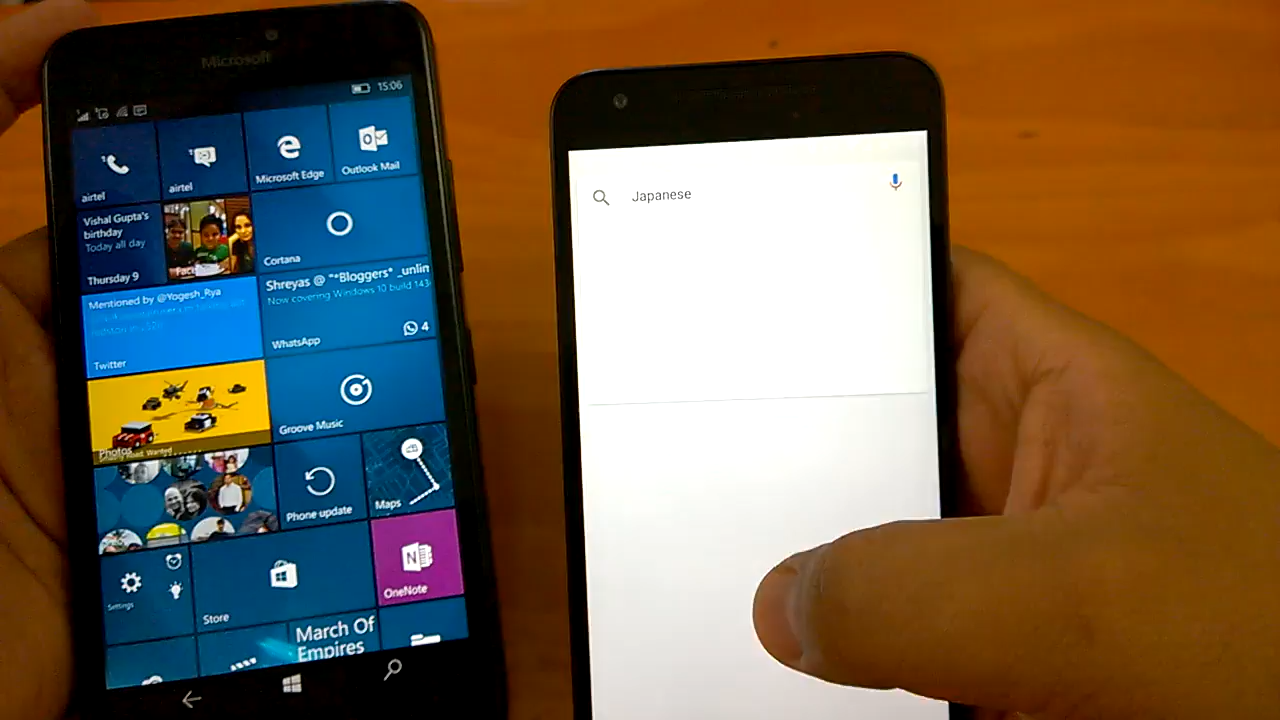 Microsoft
15:06
airtel
airtel
Microsoft Edge
Outlook Mail
Vishal Gupta's
birthday
Today all day
Thursday 9
Cortana
Mentioned by @Yogesh_Rya
Twitter
Shreyas @ "*Bloggers* _unlim
Now covering Windows 10 build 143
4
WhatsApp
Photos
Groove Music
Phone update
Maps
Settings
Store
N
OneNote
March Of
Empires
Japanese